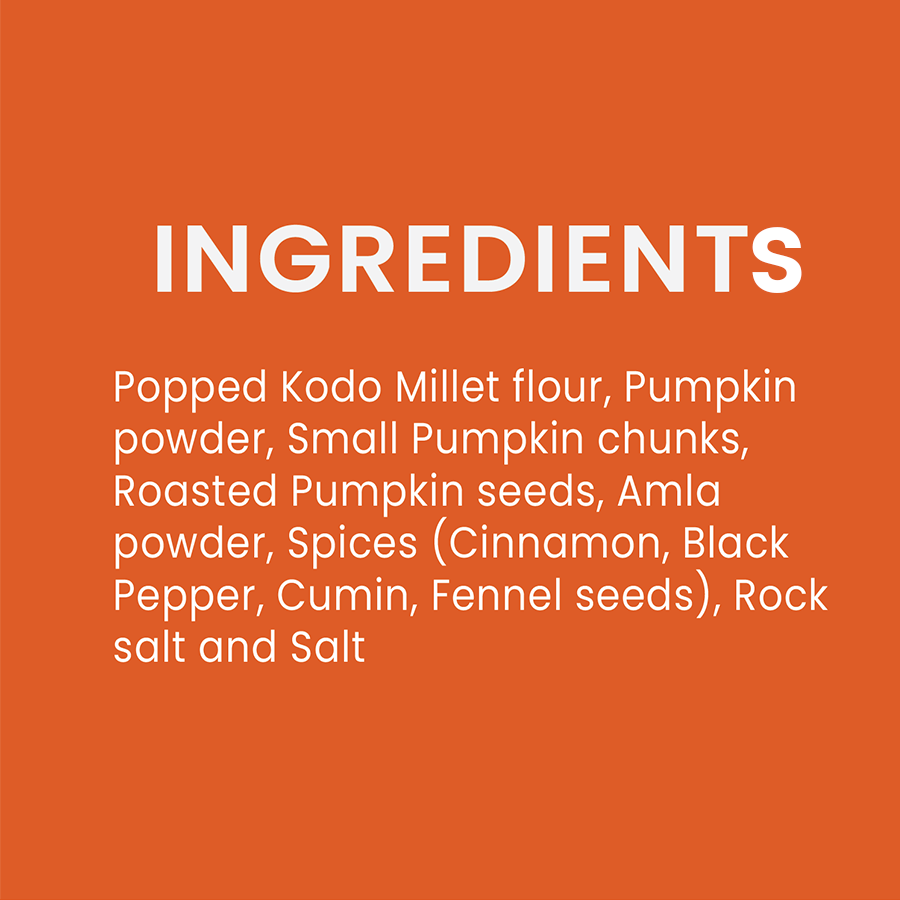 INGREDIENTS
Popped Kodo Millet flour, Pumpkin
powder, Small Pumpkin chunks,
Roasted Pumpkin seeds, Amla
powder, Spices (Cinnamon, Black
Pepper, Cumin, Fennel seeds), Rock
salt and Salt